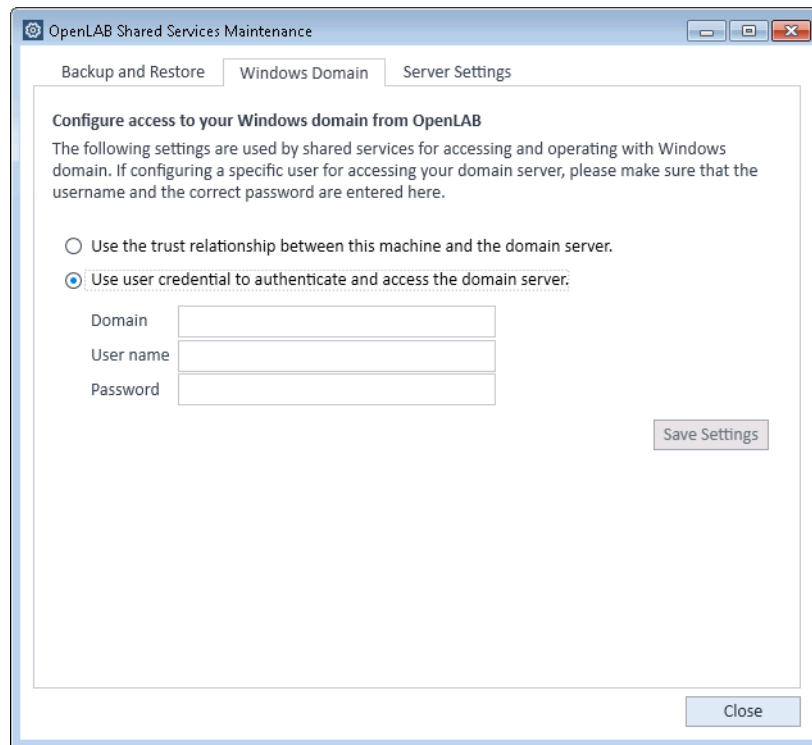 OpenLAB Shared Services Maintenance
Backup and Restore
Windows Domain
Server Settings
Configure access to your Windows domain from OpenLAB
The following settings are used by shared services for accessing and operating with Windows
domain. If configuring a specific user for accessing your domain server, please make sure that the
username and the correct password are entered here.
Use the trust relationship between this machine and the domain server.
Use user credential to authenticate and access the domain server.
Domain
User name
Password
Save Settings
Close